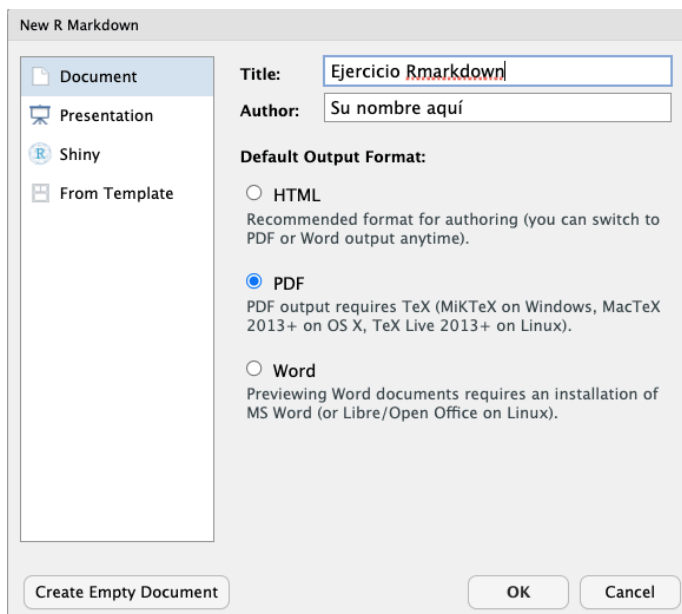 New R Markdown
Document
Presentation
R Shiny
From Template
Title: Ejercicio Rmarkdown
Author: Su nombre aquí
Default Output Format:
HTML
Recommended format for authoring (you can switch to
PDF or Word output anytime).
PDF
PDF output requires TeX (MiKTeX on Windows, MacTeX
2013+ on OS X, TeX Live 2013+ on Linux).
Word
Previewing Word documents requires an installation of
MS Word (or Libre/Open Office on Linux).
Create Empty Document
OK
Cancel